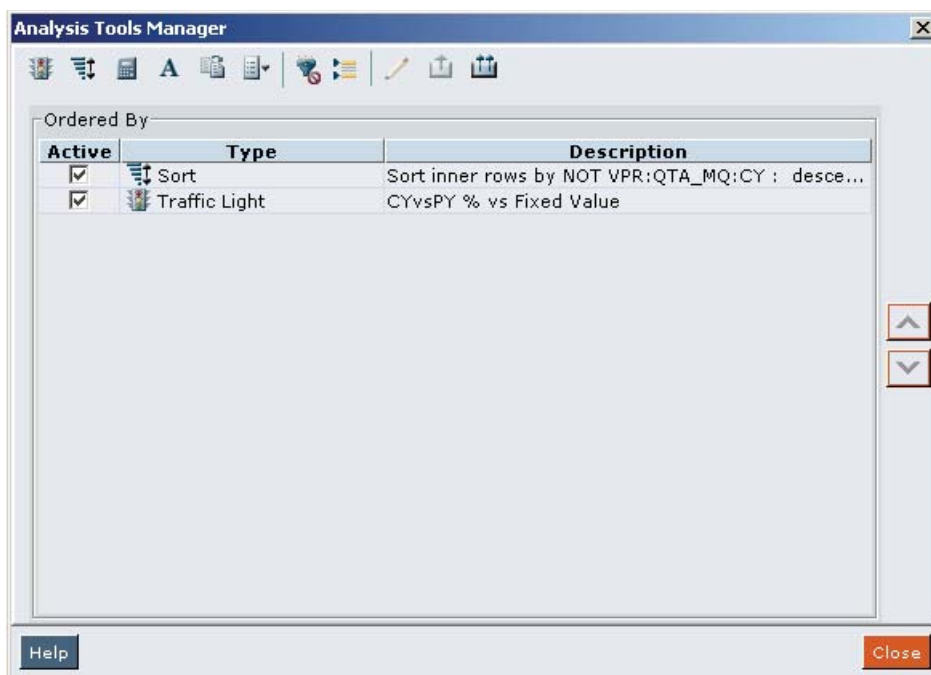 Analysis Tools Manager
A
Ordered By
Active Type Description
Sort Sort inner rows by NOT VPR:QTA_MQ:CY : desce...
Traffic Light CYvsPY % vs Fixed Value
Help Close